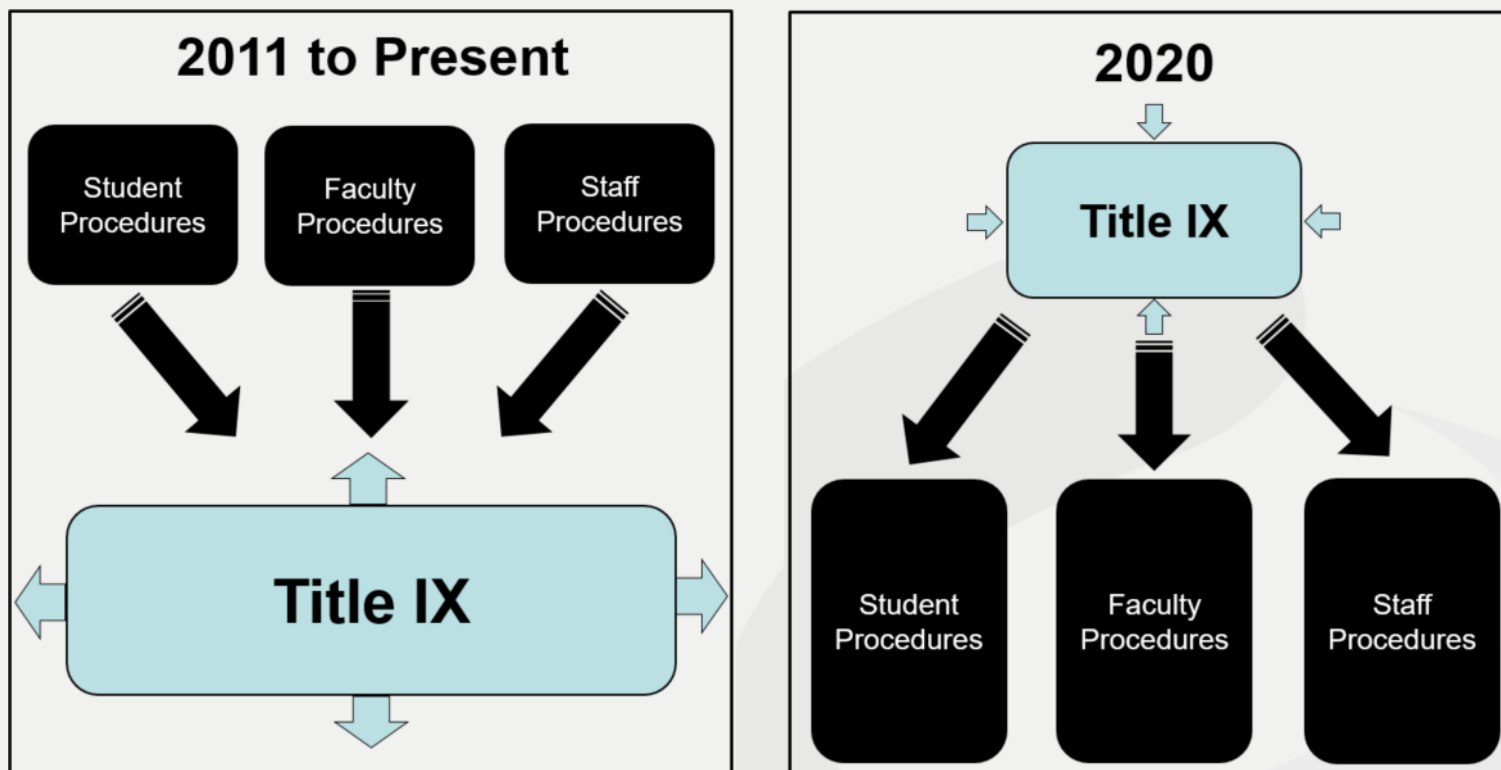 2011 to Present
Student
Procedures
Faculty
Procedures
Staff
Procedures
Title IX
2020
Title IX
Student
Procedures
Faculty
Procedures
Staff
Procedures